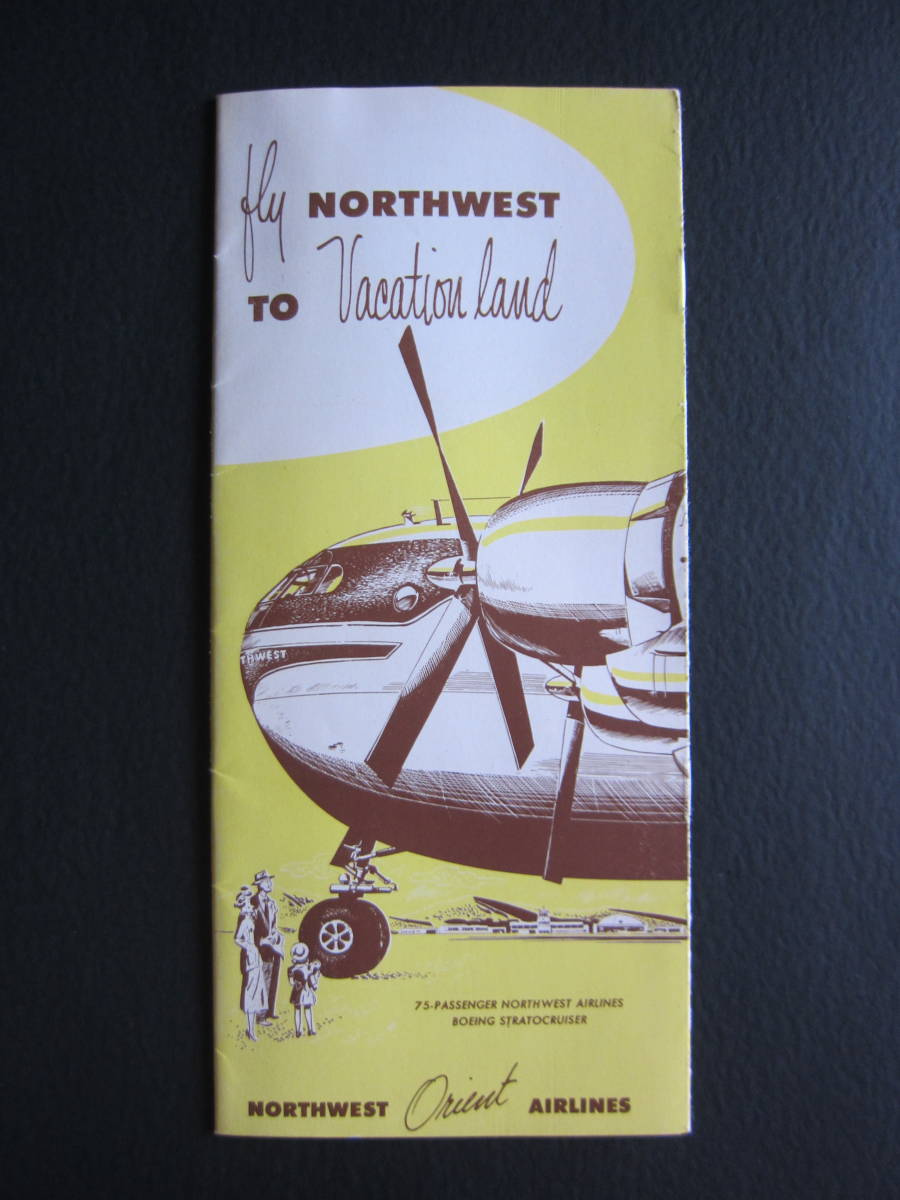 fly NORTHWEST
TO Vacation land
THWEST
75-PASSENGER NORTHWEST AIRLINES
BOEING STRATOCRUISER
NORTHWEST Orient AIRLINES